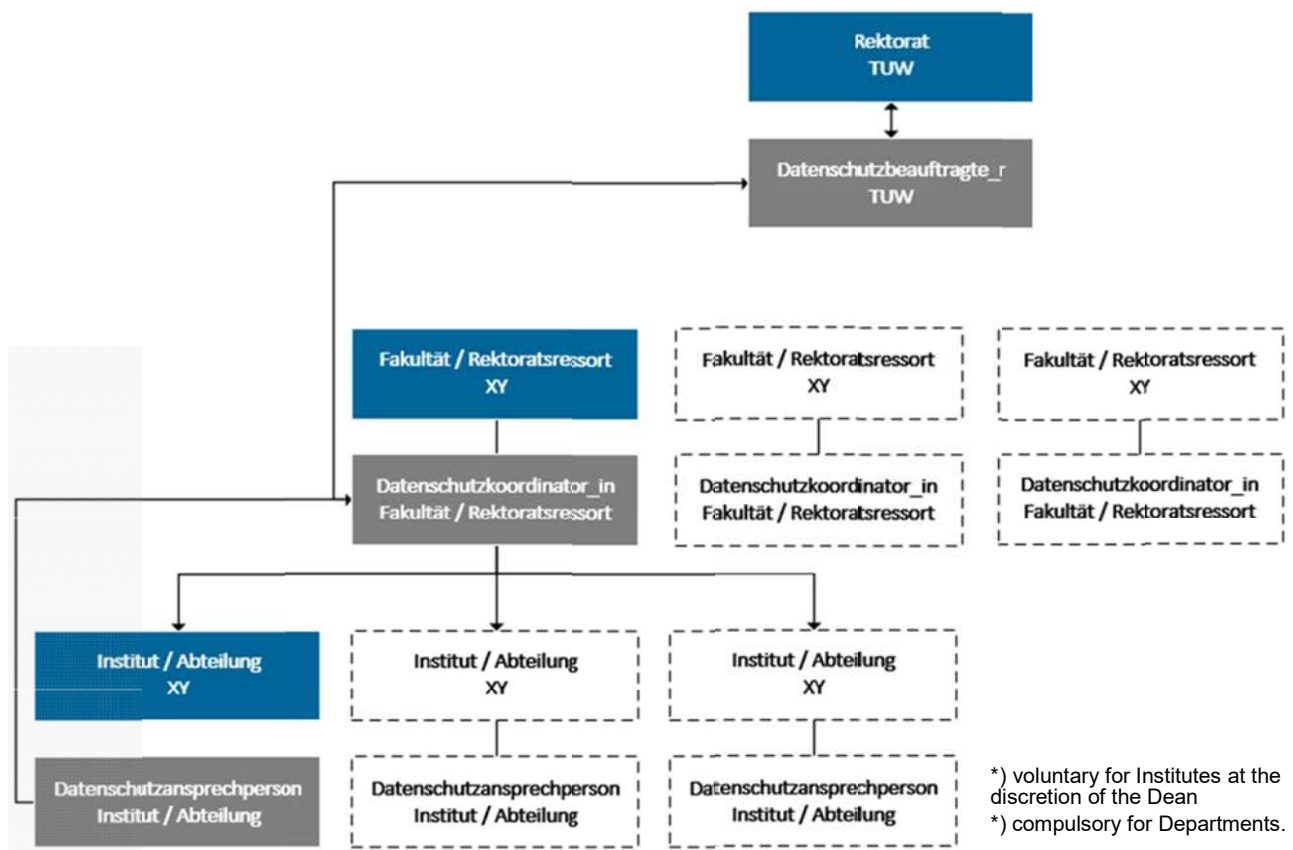 Rektorat
TUW
Datenschutzbeauftragte_r
TUW
Fakultät / Rektoratsressort
XY
Fakultät / Rektoratsressort
XY
Fakultät / Rektoratsressort
XY
Datenschutzkoordinator_in
Fakultät / Rektoratsressort
Datenschutzkoordinator_in
Fakultät / Rektoratsressort
Datenschutzkoordinator_in
Fakultät / Rektoratsressort
Institut / Abteilung
XY
Institut / Abteilung
XY
Institut / Abteilung
XY
Datenschutzansprechperson
Institut / Abteilung
Datenschutzansprechperson
Institut / Abteilung
Datenschutzansprechperson
Institut / Abteilung
*) voluntary for Institutes at the
discretion of the Dean
*) compulsory for Departments.